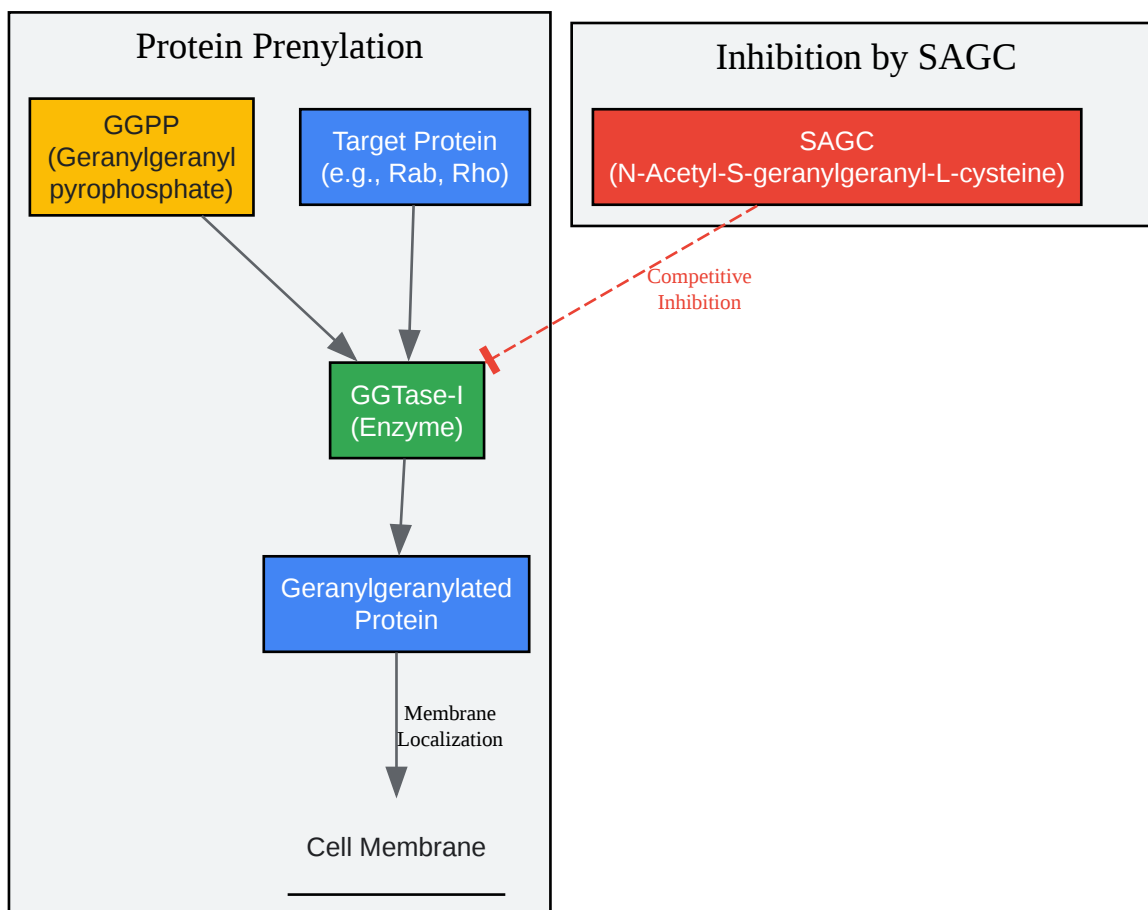 Protein Prenylation
GGPP
(Geranylgeranyl
pyrophosphate)
Target Protein
(e.g., Rab, Rho)
GGTase-I
(Enzyme)
Geranylgeranylated
Protein
Membrane
Localization
Cell Membrane
Inhibition by SAGC
SAGC
(N-Acetyl-S-geranylgeranyl-L-cysteine)
Competitive
Inhibition